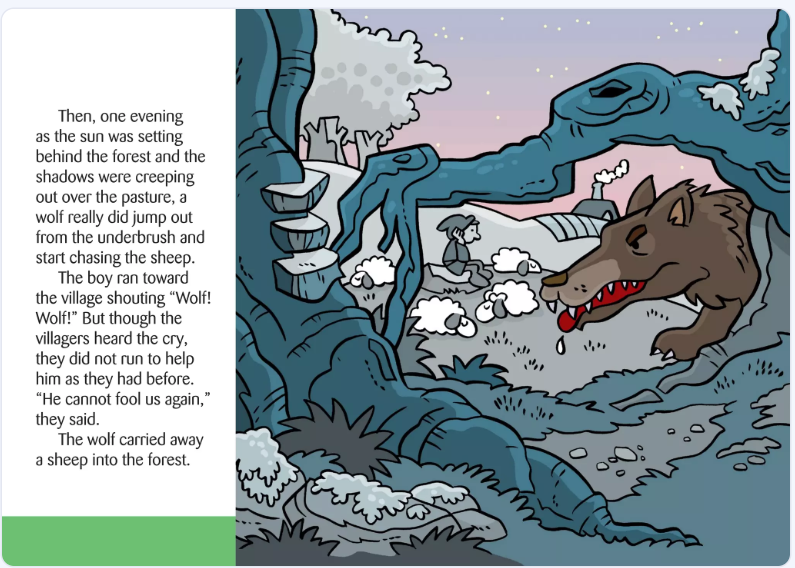 Then, one evening
as the sun was setting
behind the forest and the
shadows were creeping
out over the pasture, a
wolf really did jump out
from the underbrush and
start chasing the sheep.
The boy ran toward
the village shouting “Wolf!
Wolf!” But though the
villagers heard the cry,
they did not run to help
him as they had before.
“He cannot fool us again,”
they said.
The wolf carried away
a sheep into the forest.